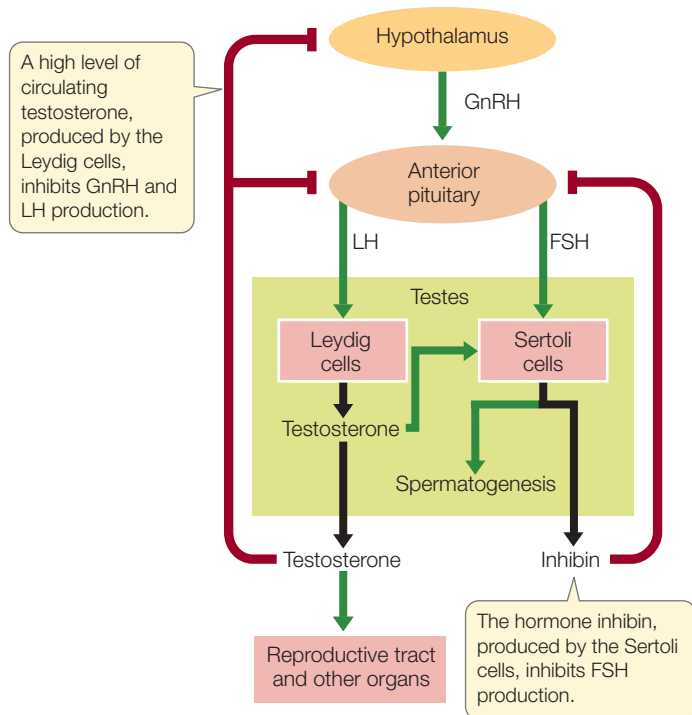 Hypothalamus
A high level of
circulating
testosterone,
produced by the
Leydig cells,
inhibits GnRH and
LH production.
GnRH
Anterior
pituitary
LH
FSH
Testes
Leydig
cells
Sertoli
cells
Testosterone
Spermatogenesis
Testosterone
Inhibin
The hormone inhibin,
produced by the Sertoli
cells, inhibits FSH
production.
Reproductive tract
and other organs